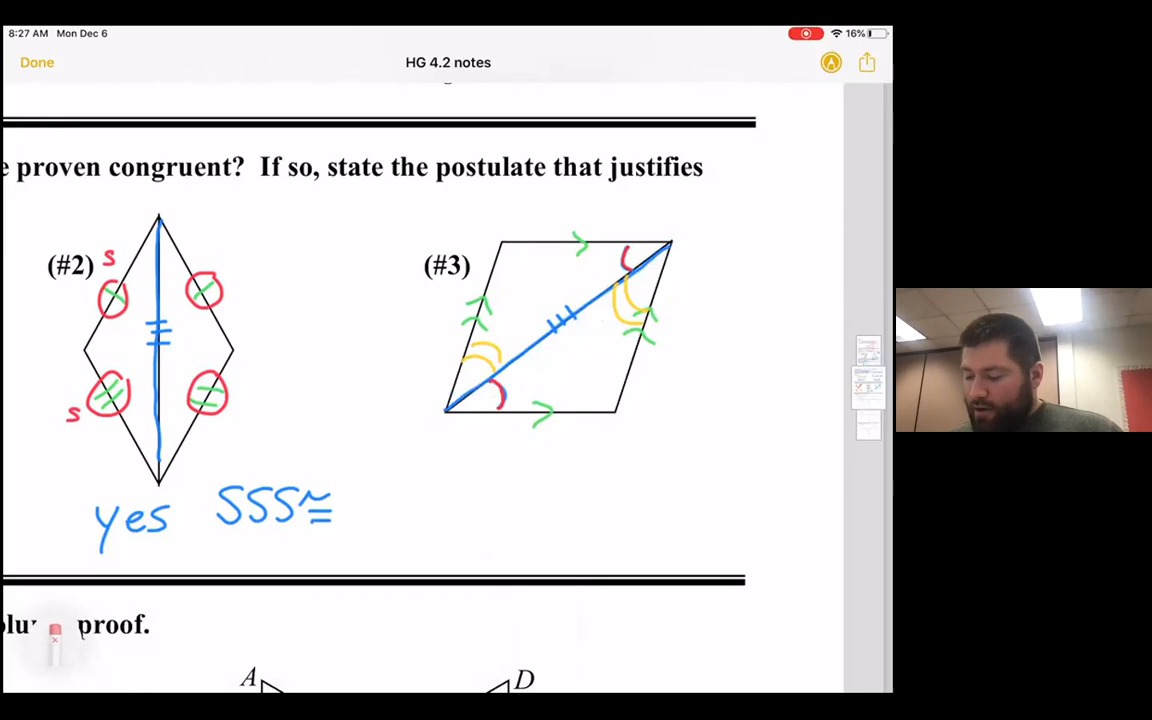 8:27 AM Mon Dec 6
16%
Done
HG 4.2 notes
e proven congruent? If so, state the postulate that justifies
(#2)
s
s
yes SSS≅
(#3)
proof.
A
D